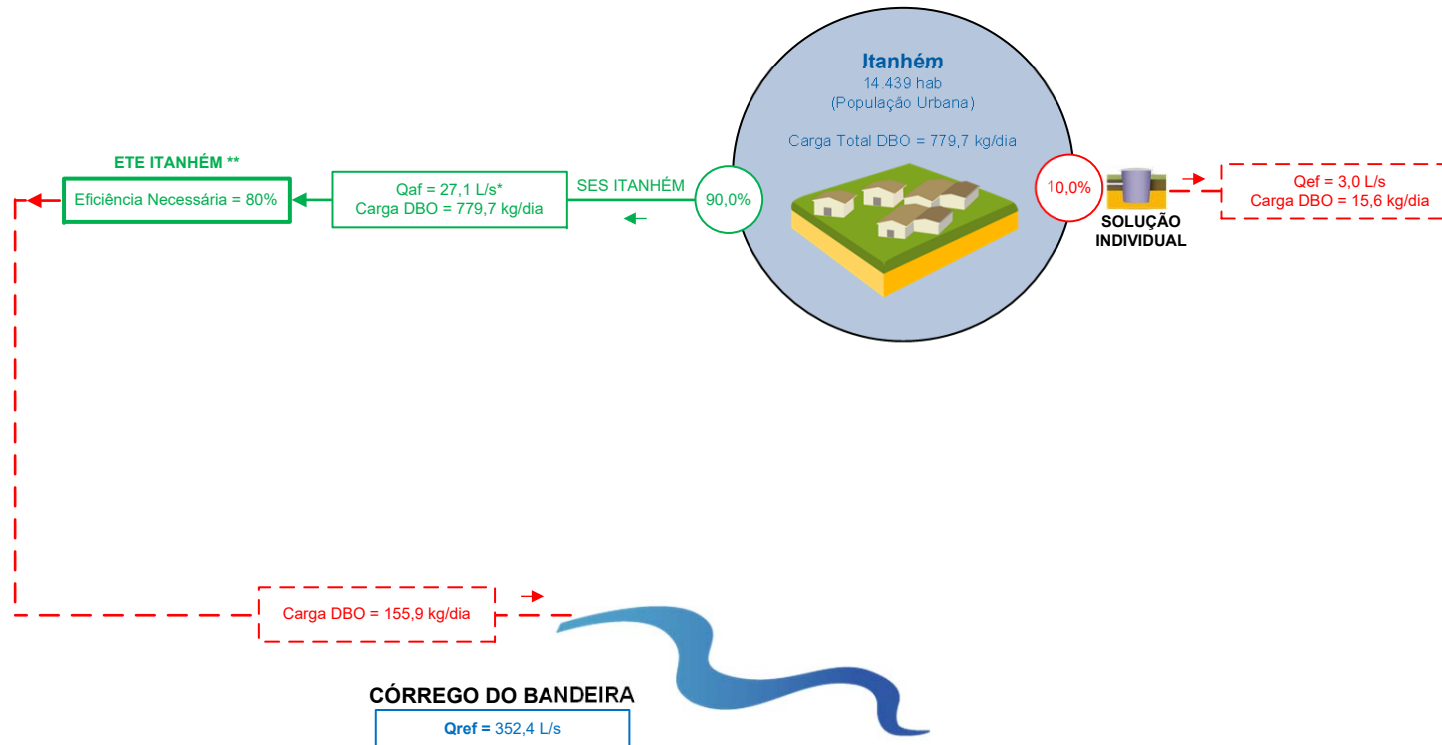 Itanhém
14.439 hab
(População Urbana)
Carga Total DBO = 779,7 kg/dia
ETE ITANHÉM **
Eficiência Necessária = 80%
Qaf = 27,1 L/s*
Carga DBO = 779,7 kg/dia
SES ITANHÉM
90,0%
10,0%
SOLUÇÃO
INDIVIDUAL
Qef = 3,0 L/s
Carga DBO = 15,6 kg/dia
Carga DBO = 155,9 kg/dia
CÓRREGO DO BANDEIRA
Qref = 352,4 L/s